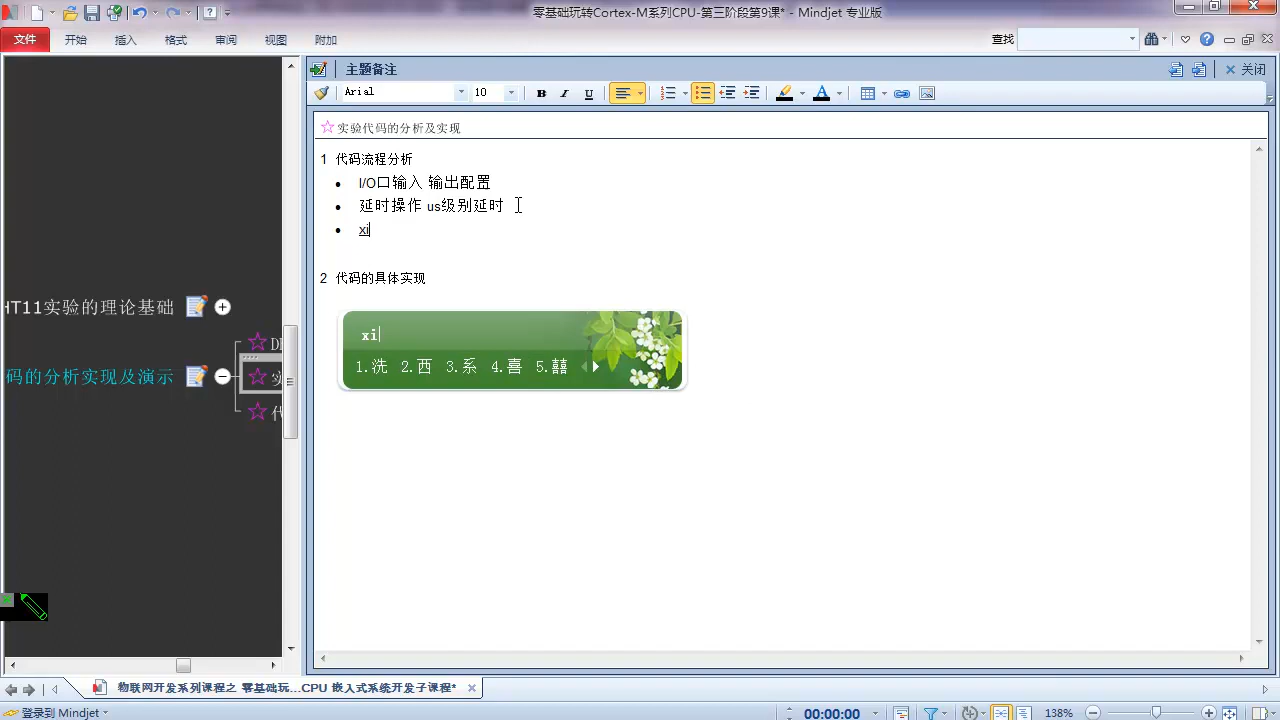 零基础玩转Cortex-M系列CPU-第三阶段第9课* - Mindjet 专业版
文件 开始 插入 格式 审阅 视图 附加 查找
主题备注 关闭
Arial 10 B I U
实验代码的分析及实现
1 代码流程分析
I/O口输入 输出配置
延时操作 us级别延时
xi
2 代码的具体实现
HT11实验的理论基础
xi
1.洗 2.西 3.系 4.喜 5.囍
D
码的分析实现及演示
实
代
物联网开发系列课程之 零基础玩...CPU 嵌入式系统开发子课程*
登录到 Mindjet 00:00:00 138%